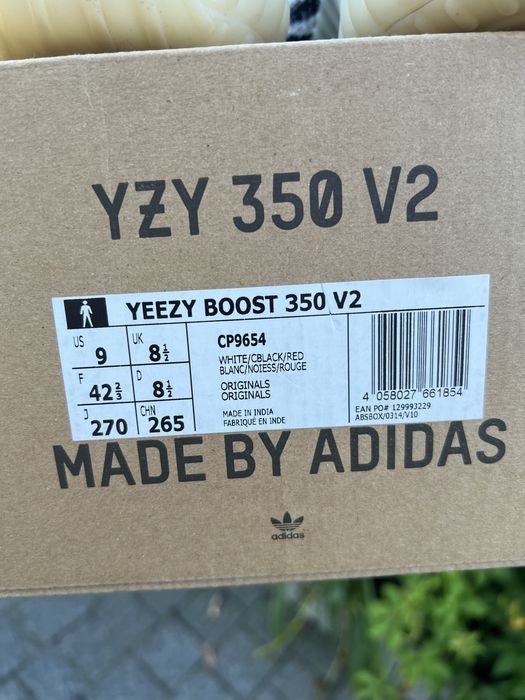 YZY 350 V2
YEEZY BOOST 350 V2
US
9
UK
8½
F
42⅔
D
8½
J
270
CHN
265
CP9654
WHITE/CBLACK/RED
BLANC/NOIESS/ROUGE
ORIGINALS
ORIGINALS
MADE IN INDIA
FABRIQUE EN INDE
4 058027 661854
EAN PO# 129993229
ABSBOX/0314/V10
MADE BY ADIDAS
adidas